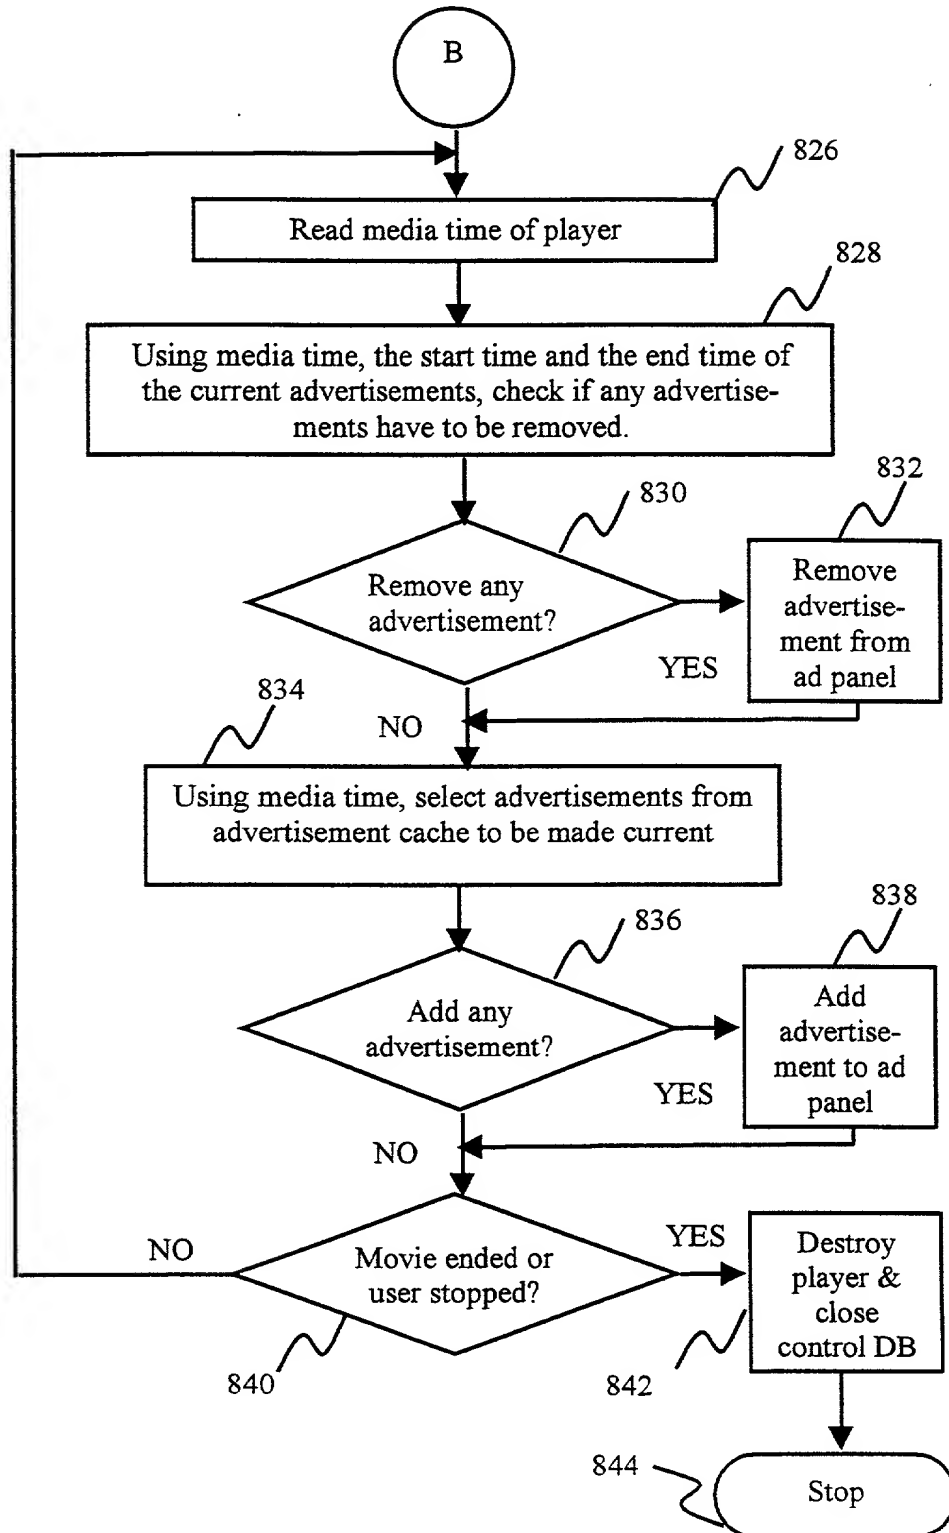 B
826
Read media time of player
828
Using media time, the start time and the end time of
the current advertisements, check if any advertise-
ments have to be removed.
830
832
Remove any
advertisement?
Remove
advertise-
ment from
ad panel
YES
834
NO
Using media time, select advertisements from
advertisement cache to be made current
836
838
Add any
advertisement?
Add
advertise-
ment to ad
panel
YES
NO
NO
Movie ended or
user stopped?
YES
Destroy
player &
close
control DB
840
842
844
Stop